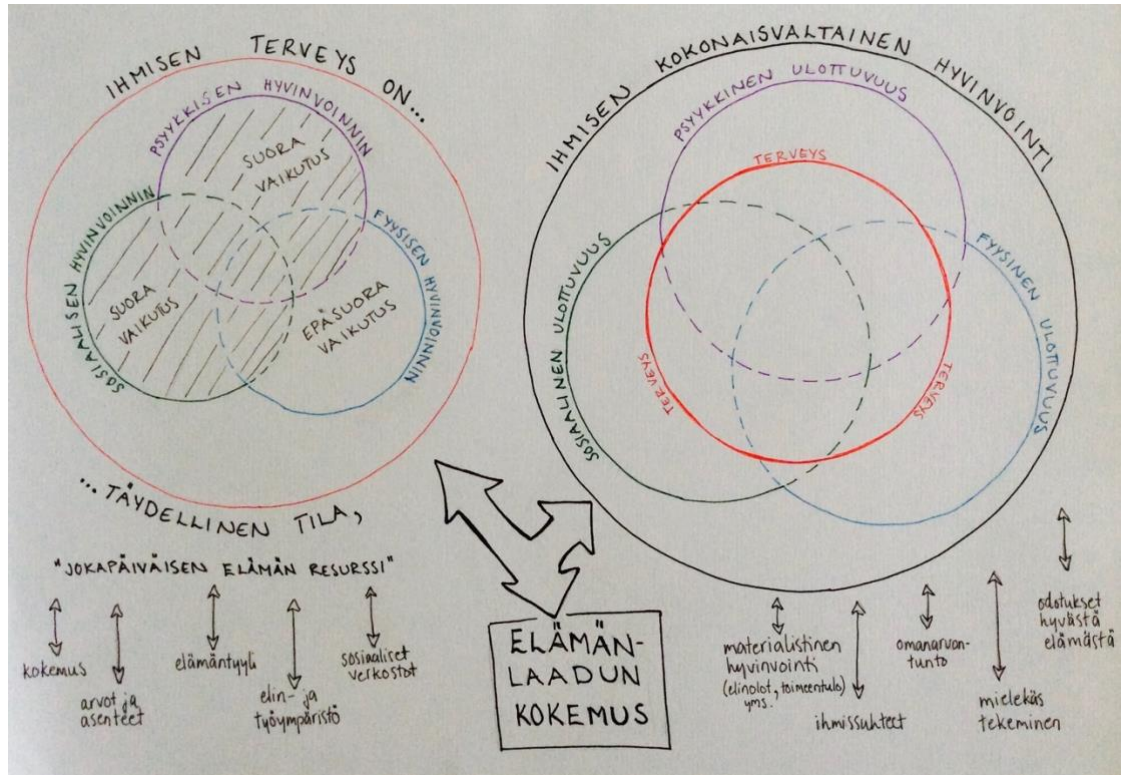 IHMISEN TERVEYS ON...
PSYYKKISEN HYVINVOINNIN
SUORA
VAIKUTUS
SOSIAALISEN HYVINVOINNIN
SUORA
VAIKUTUS
FYYSISEN HYVINVOINNIN
EPÄSUORA
VAIKUTUS
...TÄYDELLINEN TILA,
"JOKAPÄIVÄISEN ELÄMÄN RESURSSI"
kokemus
arvot ja
asenteet
elämäntyyli
elin- ja
työympäristö
sosiaaliset
verkostot
ELÄMÄN-
LAADUN
KOKEMUS
IHMISEN KOKONAISVALTAINEN HYVINVOINTI
PSYYKKINEN ULOTTUVUUS
TERVEYS
SOSIAALINEN ULOTTUVUUS
FYYSINEN ULOTTUVUUS
TERVEYS
TERVEYS
materialistinen
hyvinvointi
(elinolot, toimeentulo)
yms.
ihmissuhteet
omanarvon-
tunto
mielekäs
tekeminen
odotukset
hyvästä
elämästä